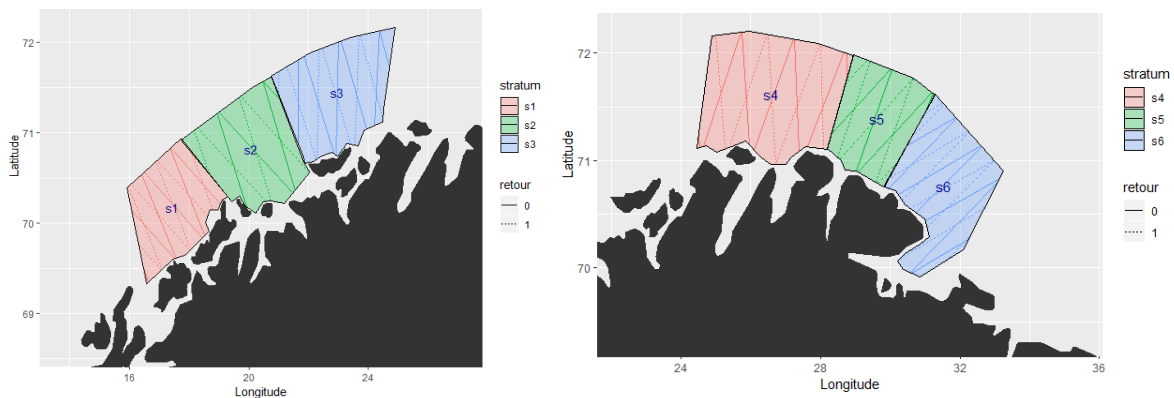 72
71
70
69
Latitude
16
20
24
Longitude
s1
s2
s3
stratum
s1
s2
s3
retour
0
1
72
71
70
Latitude
24
28
32
36
Longitude
s4
s5
s6
stratum
s4
s5
s6
retour
0
1